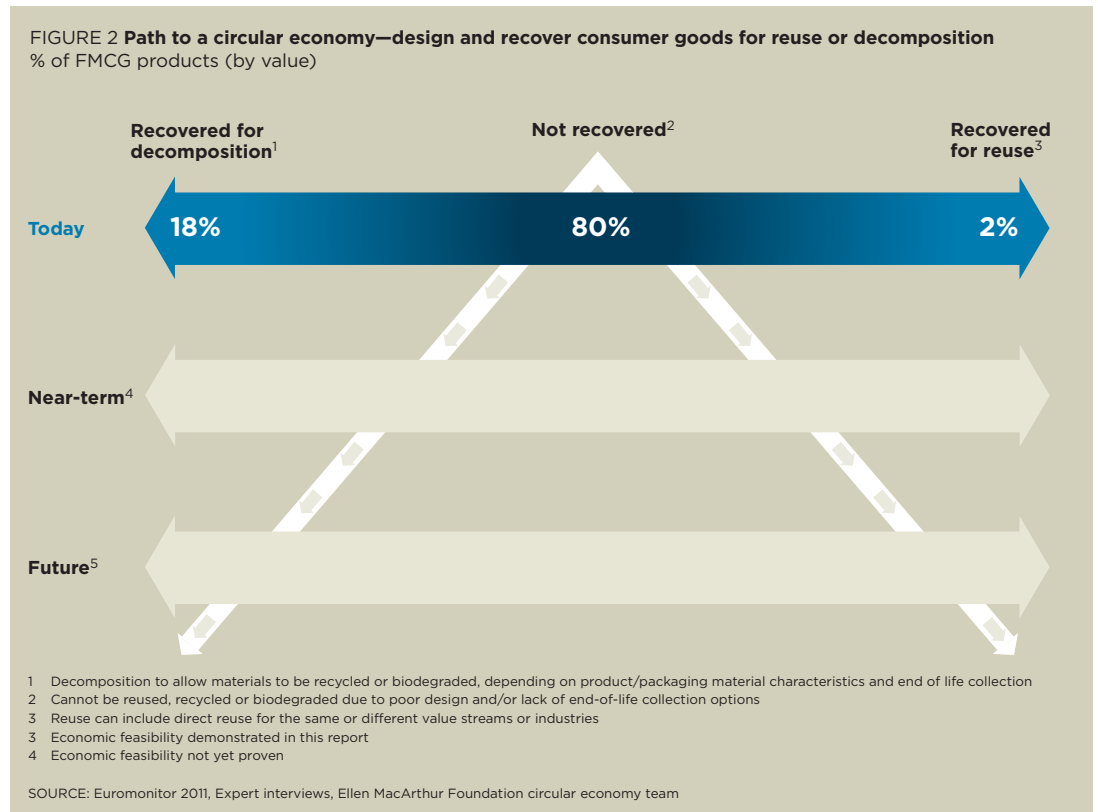 FIGURE 2 Path to a circular economy—design and recover consumer goods for reuse or decomposition
% of FMCG products (by value)
Recovered for
decomposition1
Not recovered2
Recovered
for reuse3
Today
18%
80%
2%
Near-term4
Future5
1 Decomposition to allow materials to be recycled or biodegraded, depending on product/packaging material characteristics and end of life collection
2 Cannot be reused, recycled or biodegraded due to poor design and/or lack of end-of-life collection options
3 Reuse can include direct reuse for the same or different value streams or industries
3 Economic feasibility demonstrated in this report
4 Economic feasibility not yet proven
SOURCE: Euromonitor 2011, Expert interviews, Ellen MacArthur Foundation circular economy team